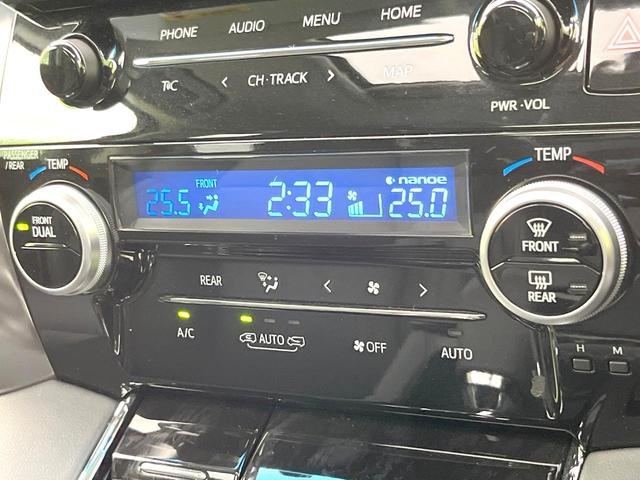 PHONE AUDIO MENU HOME
T&C < CH·TRACK > MAP
PWR·VOL
PASSENGER
/REAR TEMP
TEMP
FRONT
nanoe
25.5 2:33 25.0
FRONT
DUAL
FRONT
REAR
REAR < >
A/C AUTO OFF AUTO
H M